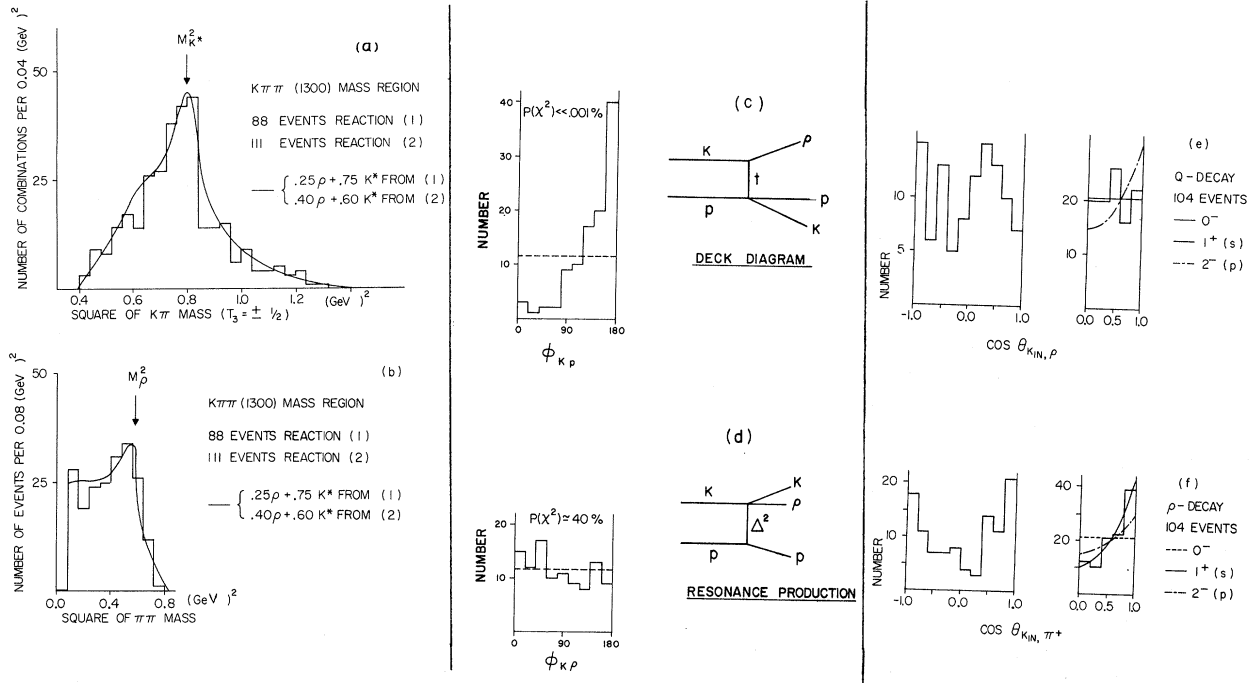 (a)
NUMBER OF COMBINATIONS PER 0.04 (GeV)²
M²K*
50
25
Kππ (1300) MASS REGION
88 EVENTS REACTION (1)
111 EVENTS REACTION (2)
.25ρ + .75 K* FROM (1)
.40ρ + .60 K* FROM (2)
0.4 0.6 0.8 1.0 1.2 (GeV)²
SQUARE OF Kπ MASS (T₃ = ± 1/2)
(b)
NUMBER OF EVENTS PER 0.08 (GeV)²
M²ρ
50
25
Kππ (1300) MASS REGION
88 EVENTS REACTION (1)
111 EVENTS REACTION (2)
.25ρ + .75 K* FROM (1)
.40ρ + .60 K* FROM (2)
0.0 0.4 0.8 (GeV)²
SQUARE OF ππ MASS
(c)
P(χ²)<<.001%
NUMBER
40
30
20
10
0 90 180
ϕKp
K ρ
t
p p
K
DECK DIAGRAM
(d)
P(χ²)≃40%
NUMBER
20
10
0 90 180
ϕKρ
K K
ρ
Δ²
p p
RESONANCE PRODUCTION
(e)
NUMBER
10
5
-1.0 0.0 1.0
20
10
0.0 0.5 1.0
COS θKIN, ρ
Q-DECAY
104 EVENTS
0⁻
1⁺ (s)
2⁻ (p)
(f)
NUMBER
20
10
-1.0 0.0 1.0
40
20
0.0 0.5 1.0
COS θKIN, π+
ρ-DECAY
104 EVENTS
0⁻
1⁺ (s)
2⁻ (p)